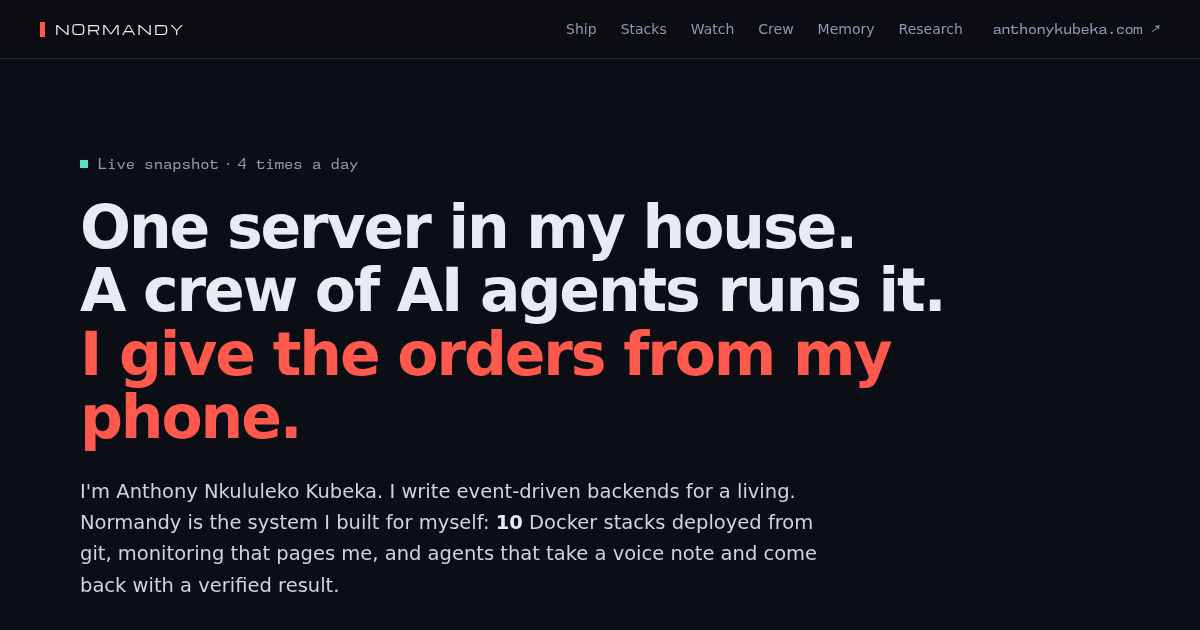 NORMANDY
Ship Stacks Watch Crew Memory Research anthonykubeka.com ↗
Live snapshot · 4 times a day
One server in my house.
A crew of AI agents runs it.
I give the orders from my
phone.
I'm Anthony Nkululeko Kubeka. I write event-driven backends for a living.
Normandy is the system I built for myself: 10 Docker stacks deployed from
git, monitoring that pages me, and agents that take a voice note and come
back with a verified result.